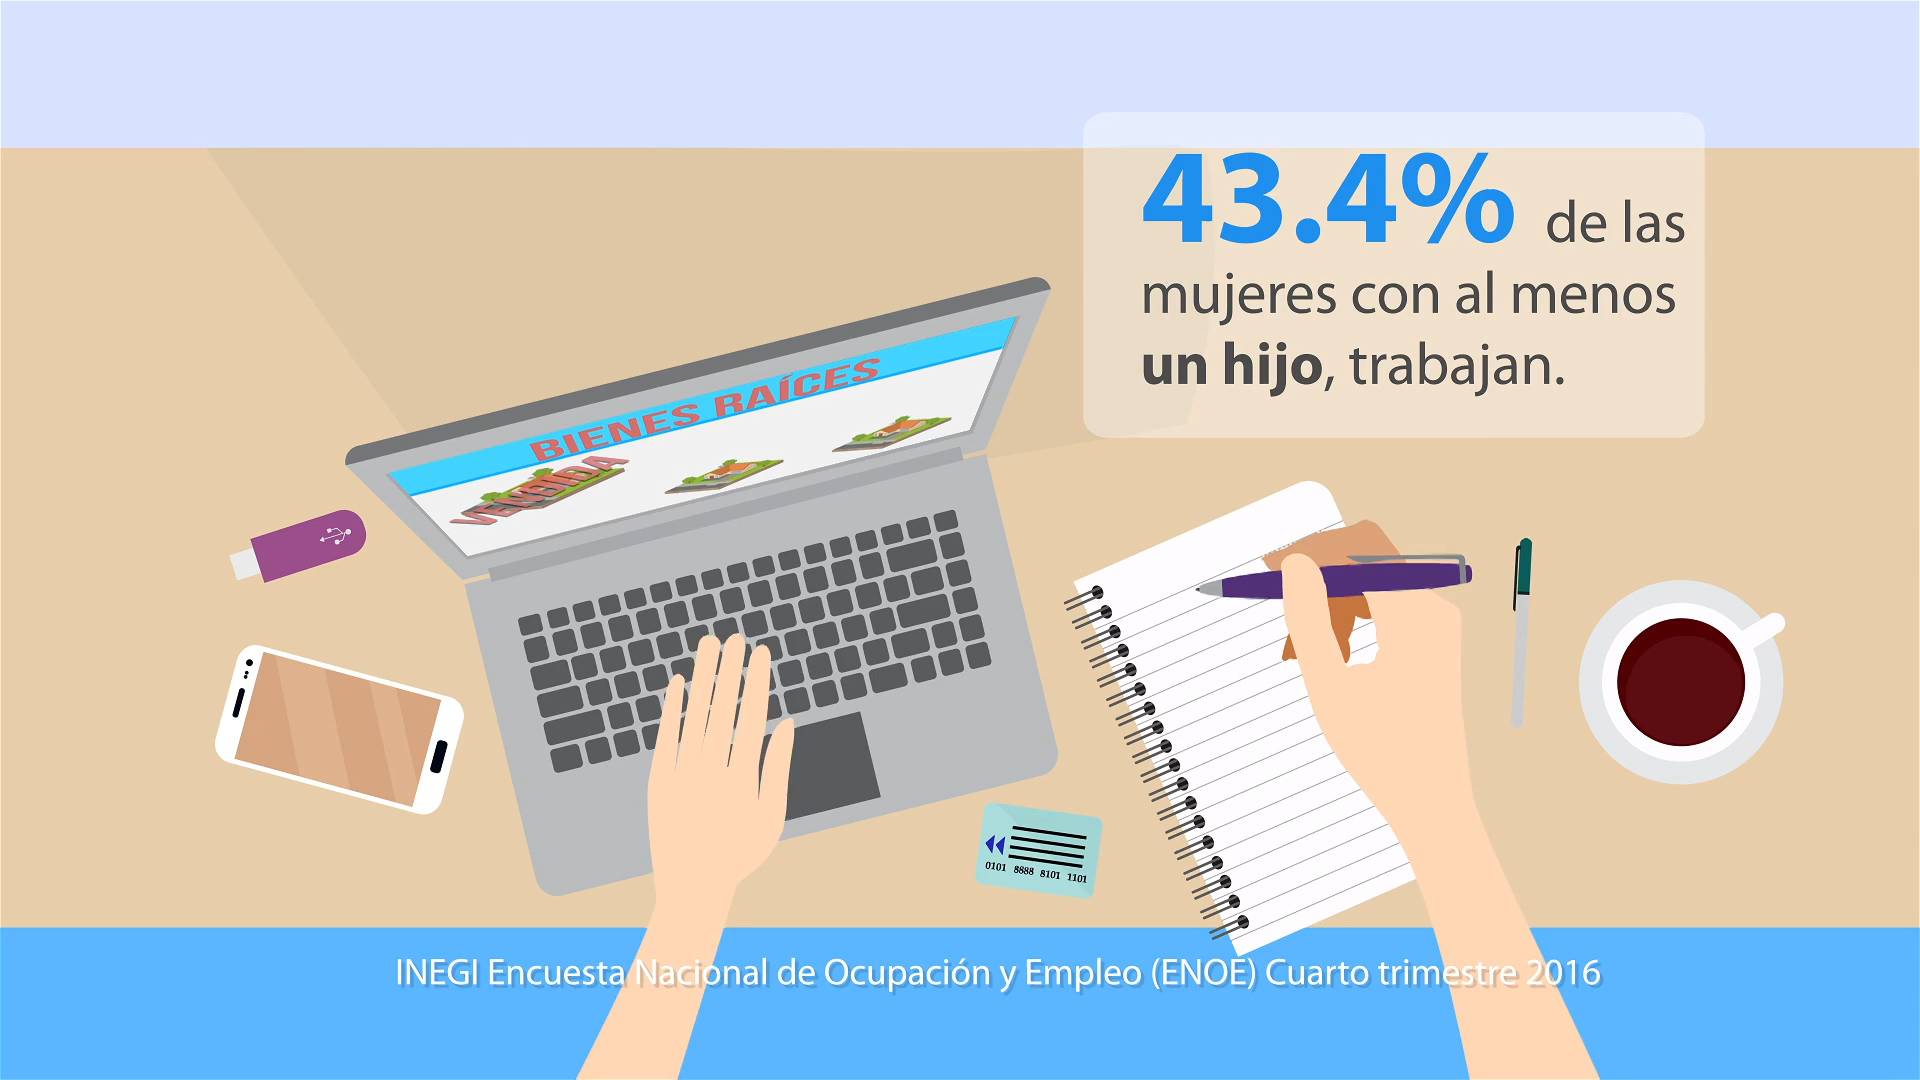 43.4% de las
mujeres con al menos
un hijo, trabajan.
BIENES RAÍCES
VENDIDA
0101 8888 8101 1101
INEGI Encuesta Nacional de Ocupación y Empleo (ENOE) Cuarto trimestre 2016